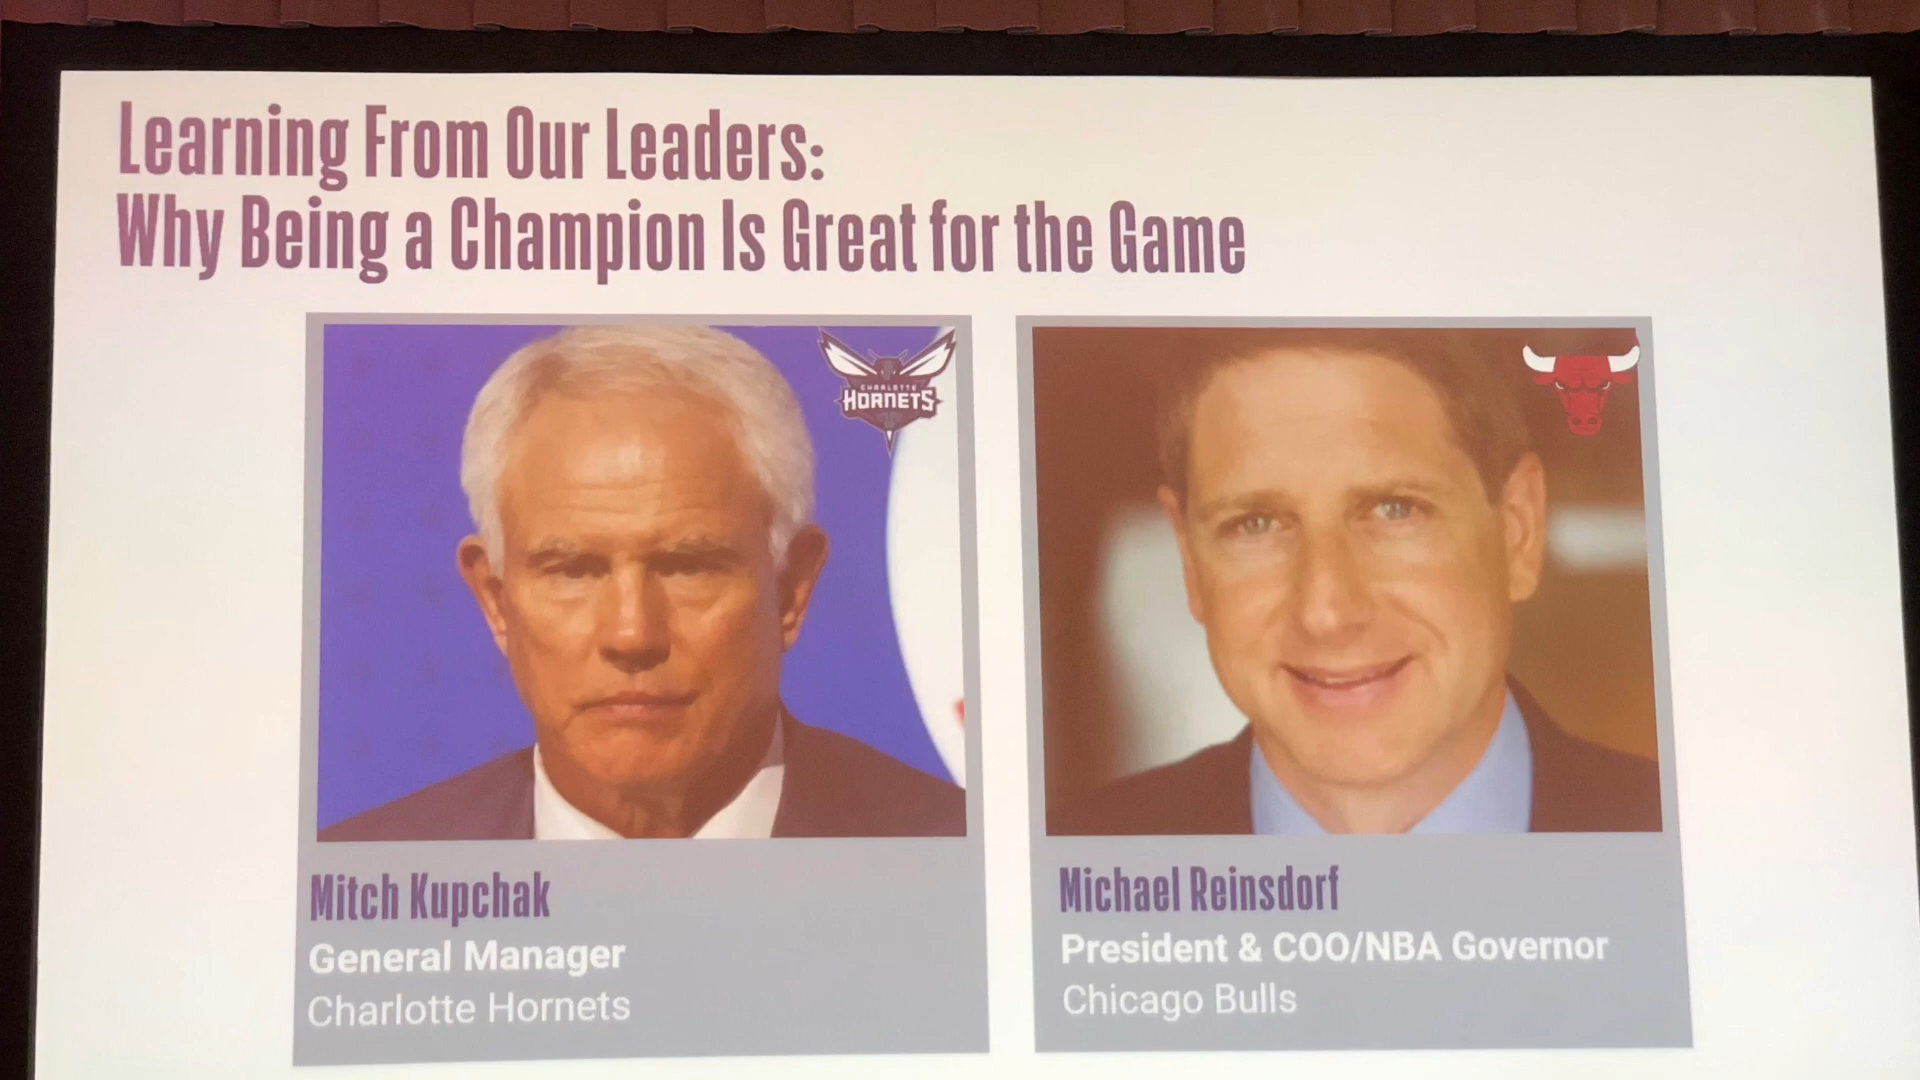 Learning From Our Leaders:
Why Being a Champion Is Great for the Game
CHARLOTTE
HORNETS
Mitch Kupchak
General Manager
Charlotte Hornets
Michael Reinsdorf
President & COO/NBA Governor
Chicago Bulls